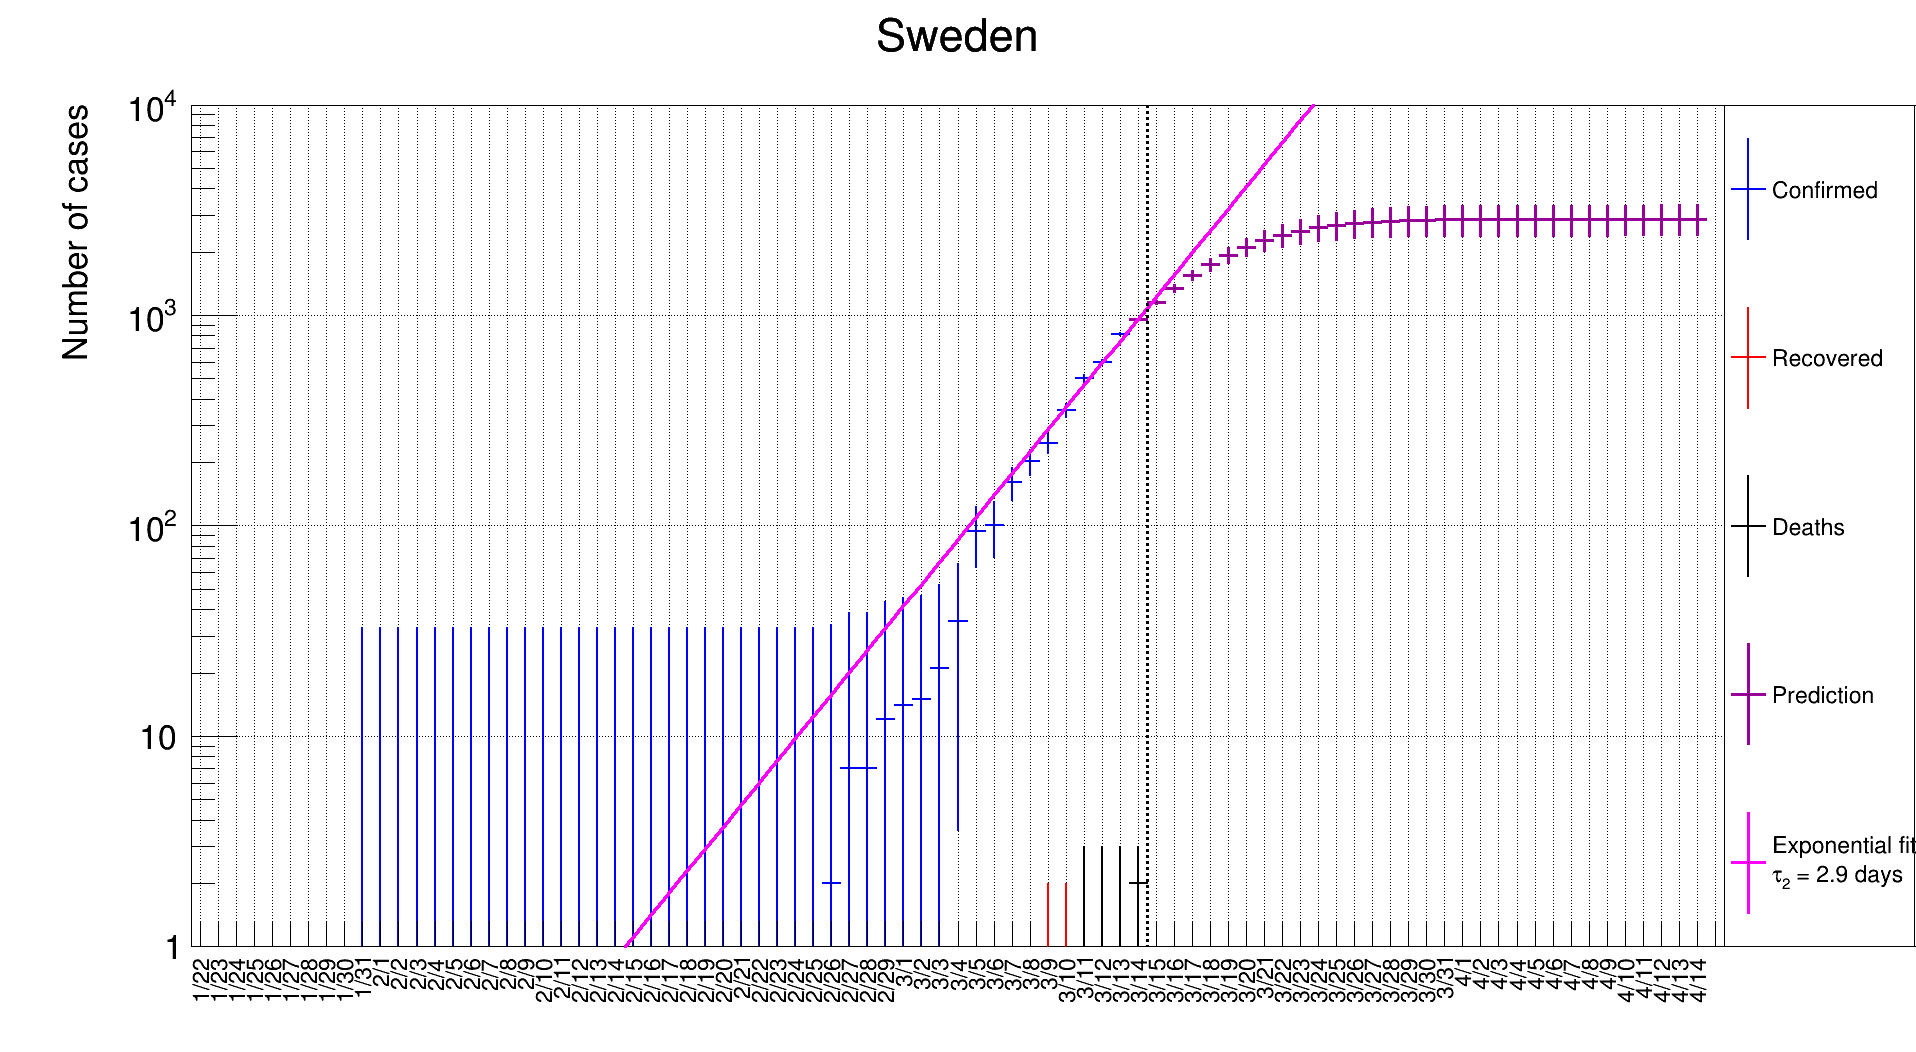 Sweden
Number of cases
10⁴
10³
10²
10
1
1/22 1/23 1/24 1/25 1/26 1/27 1/28 1/29 1/30 1/31 2/1 2/2 2/3 2/4 2/5 2/6 2/7 2/8 2/9 2/10 2/11 2/12 2/13 2/14 2/15 2/16 2/17 2/18 2/19 2/20 2/21 2/22 2/23 2/24 2/25 2/26 2/27 2/28 2/29 3/1 3/2 3/3 3/4 3/5 3/6 3/7 3/8 3/9 3/10 3/11 3/12 3/13 3/14 3/15 3/16 3/17 3/18 3/19 3/20 3/21 3/22 3/23 3/24 3/25 3/26 3/27 3/28 3/29 3/30 3/31 4/1 4/2 4/3 4/4 4/5 4/6 4/7 4/8 4/9 4/10 4/11 4/12 4/13 4/14
Confirmed
Recovered
Deaths
Prediction
Exponential fit
τ₂ = 2.9 days